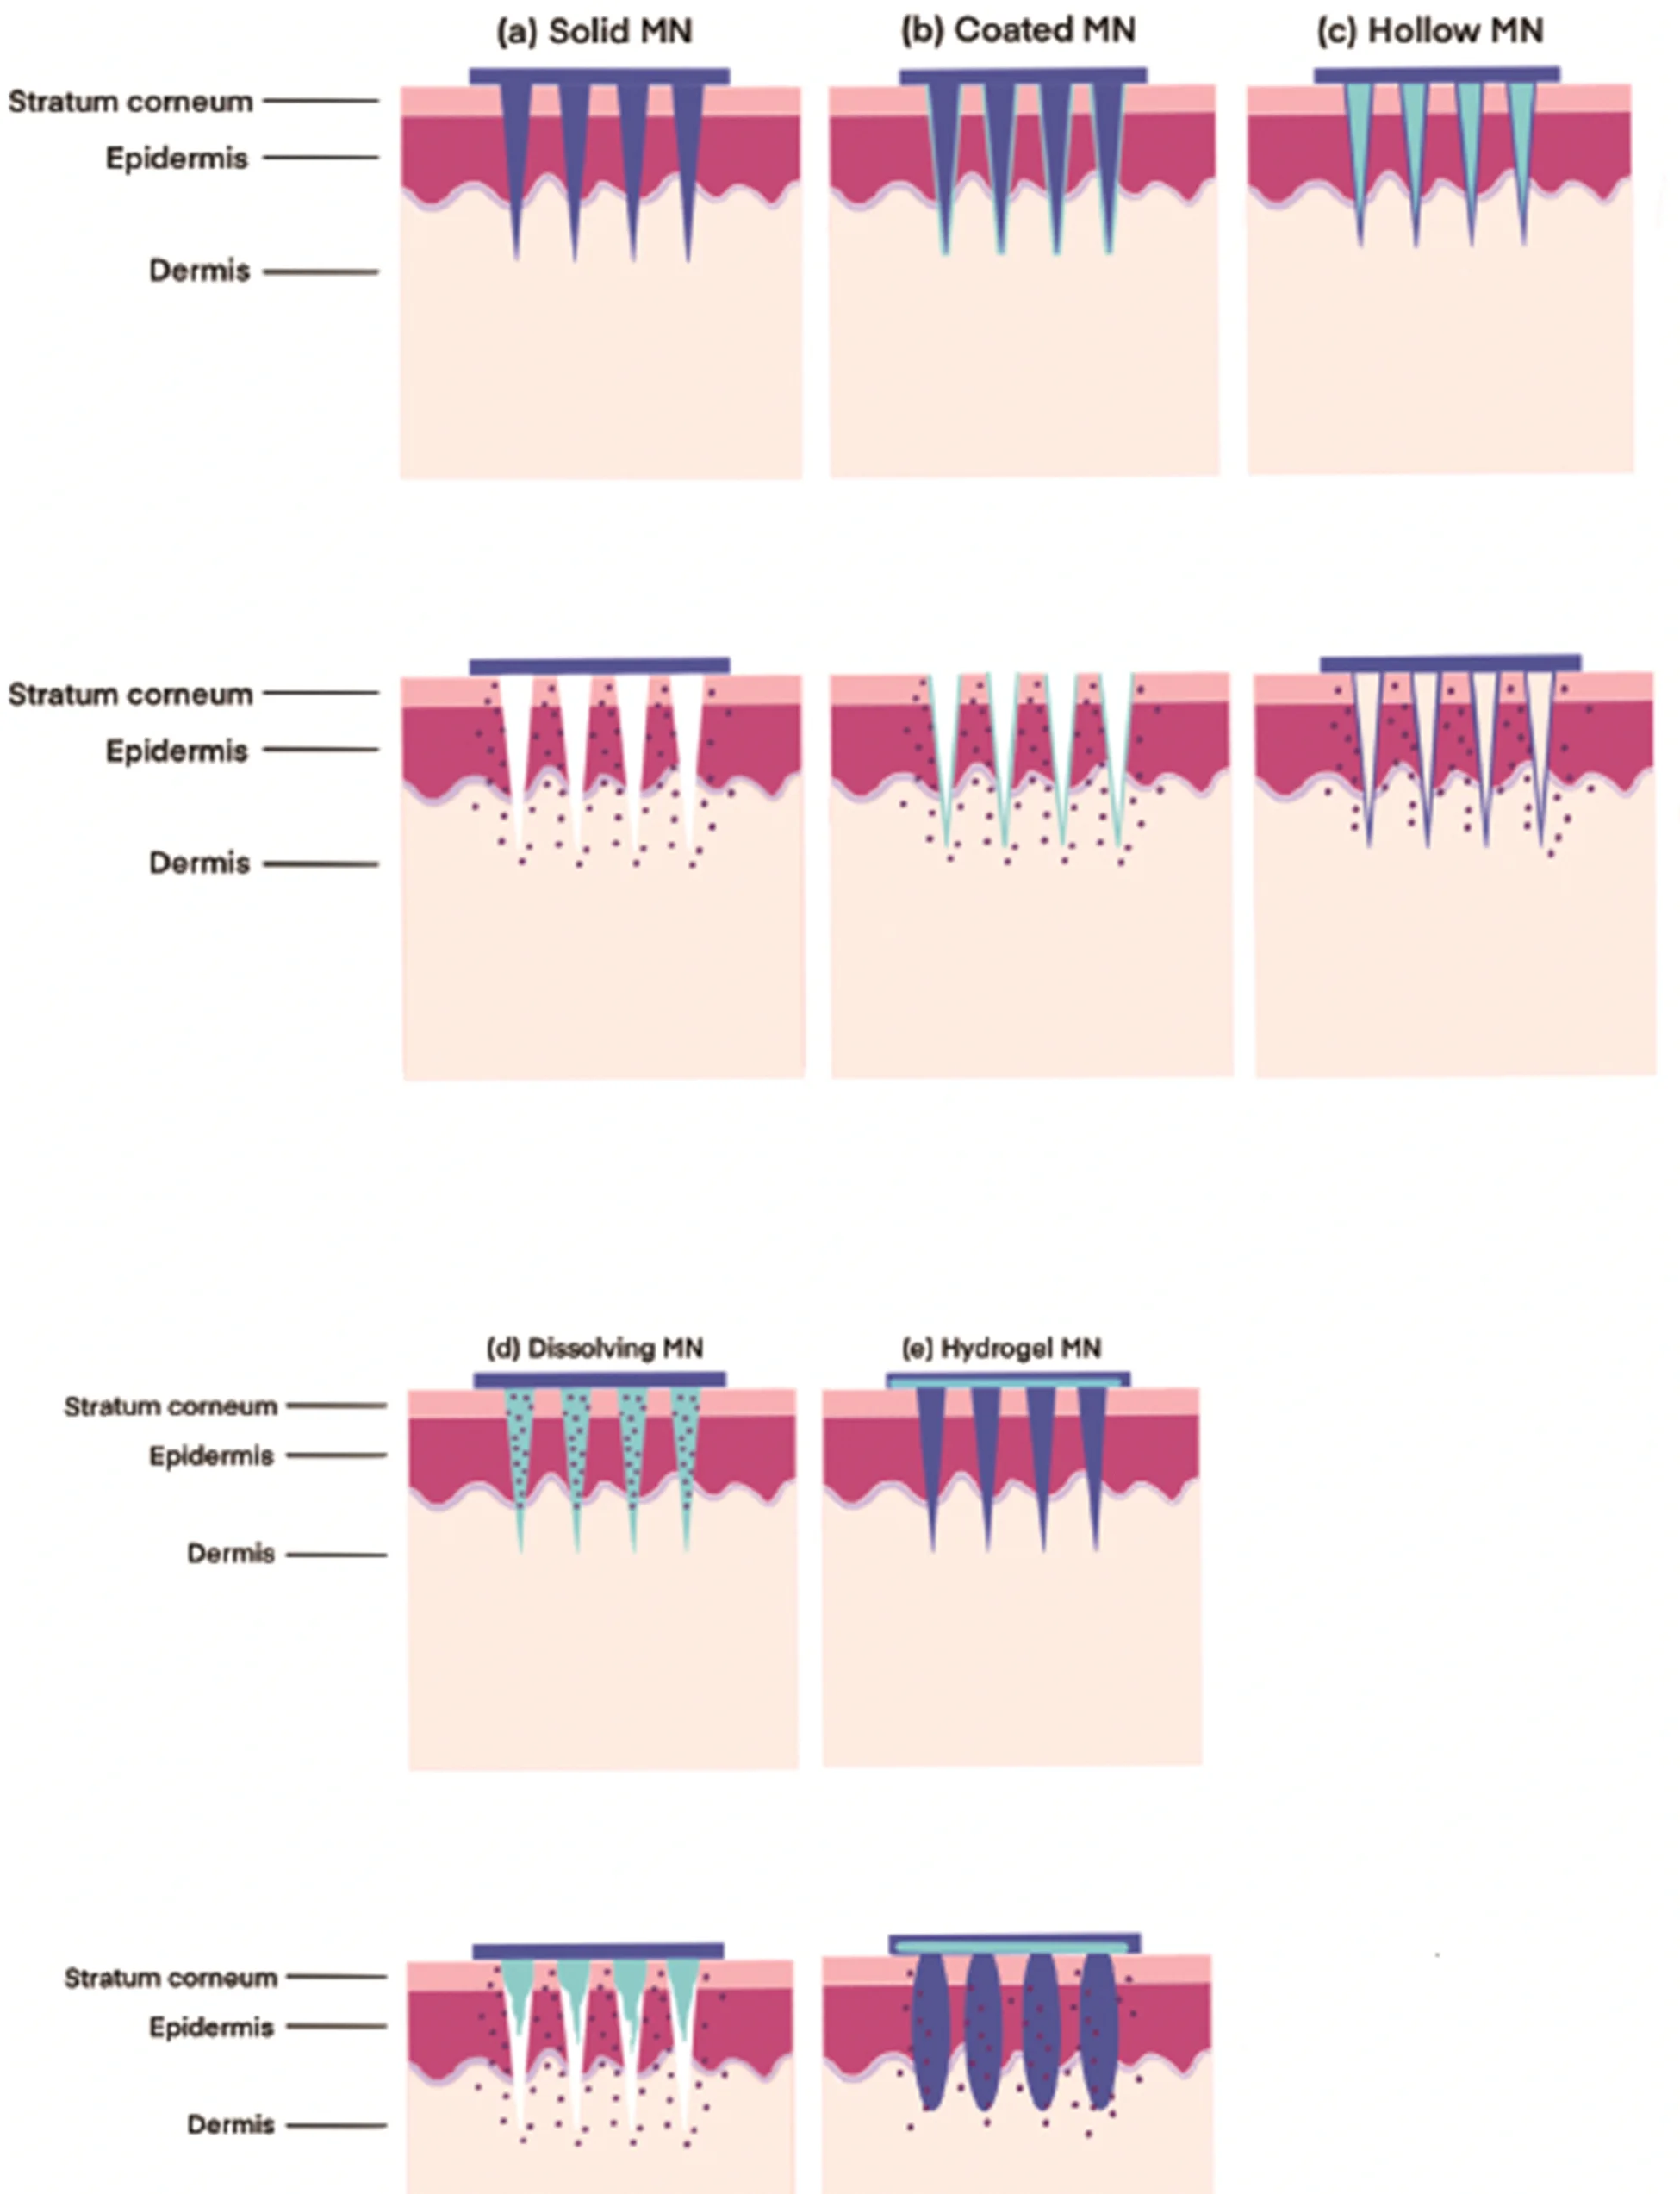 (a) Solid MN (b) Coated MN (c) Hollow MN
Stratum corneum
Epidermis
Dermis
Stratum corneum
Epidermis
Dermis
(d) Dissolving MN (e) Hydrogel MN
Stratum corneum
Epidermis
Dermis
Stratum corneum
Epidermis
Dermis